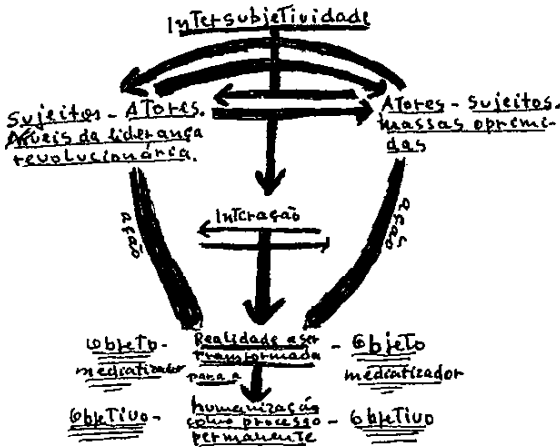 Intersubjetividade
Sujeitos - Atores.
níveis da liderança
revolucionária.
Atores - Sujeitos.
massas oprimi-
das
ação
Interação
ação
Objeto-
mediatizador
Realidade a ser
transformada
para a
- Objeto
mediatizador
Objetivo-
humanização
como processo
permanente
- Objetivo